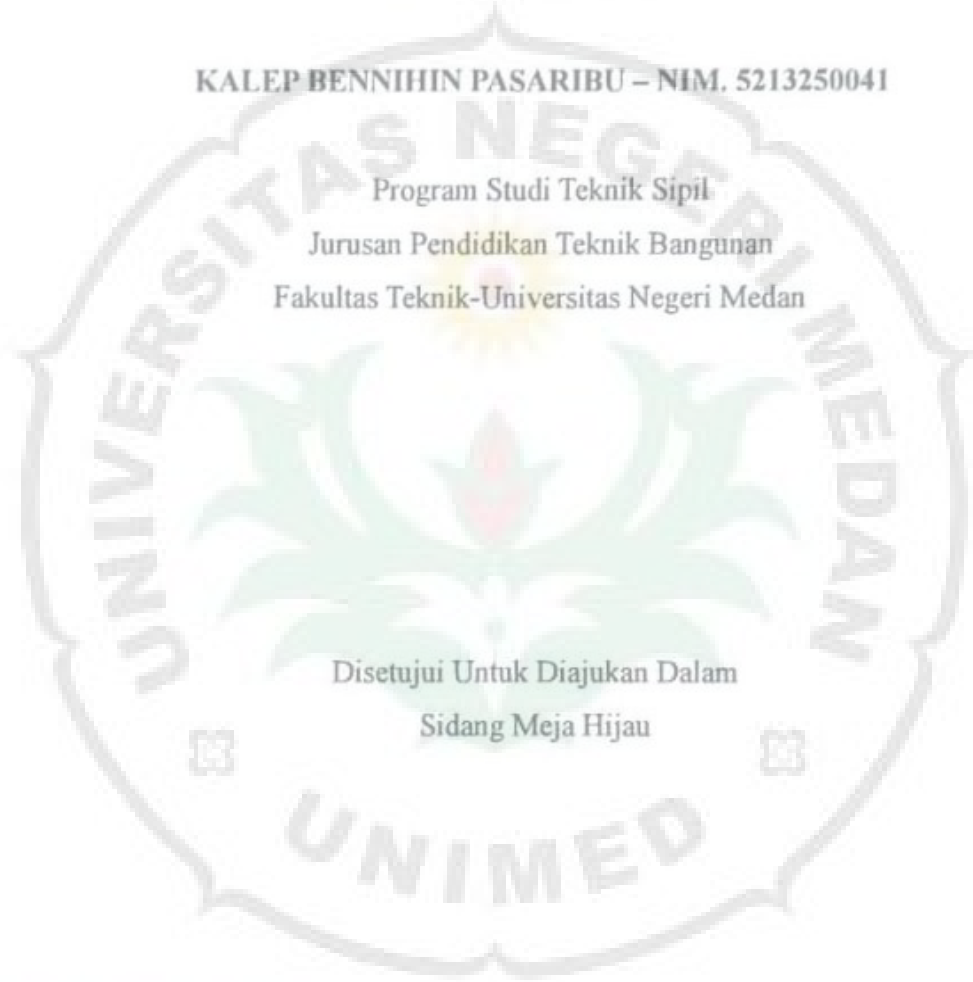 KALEP BENNIHIN PASARIBU – NIM. 5213250041
Program Studi Teknik Sipil
Jurusan Pendidikan Teknik Bangunan
Fakultas Teknik-Universitas Negeri Medan
Disetujui Untuk Diajukan Dalam
Sidang Meja Hijau
UNIVERSITAS NEGERI MEDAN
UNIMED